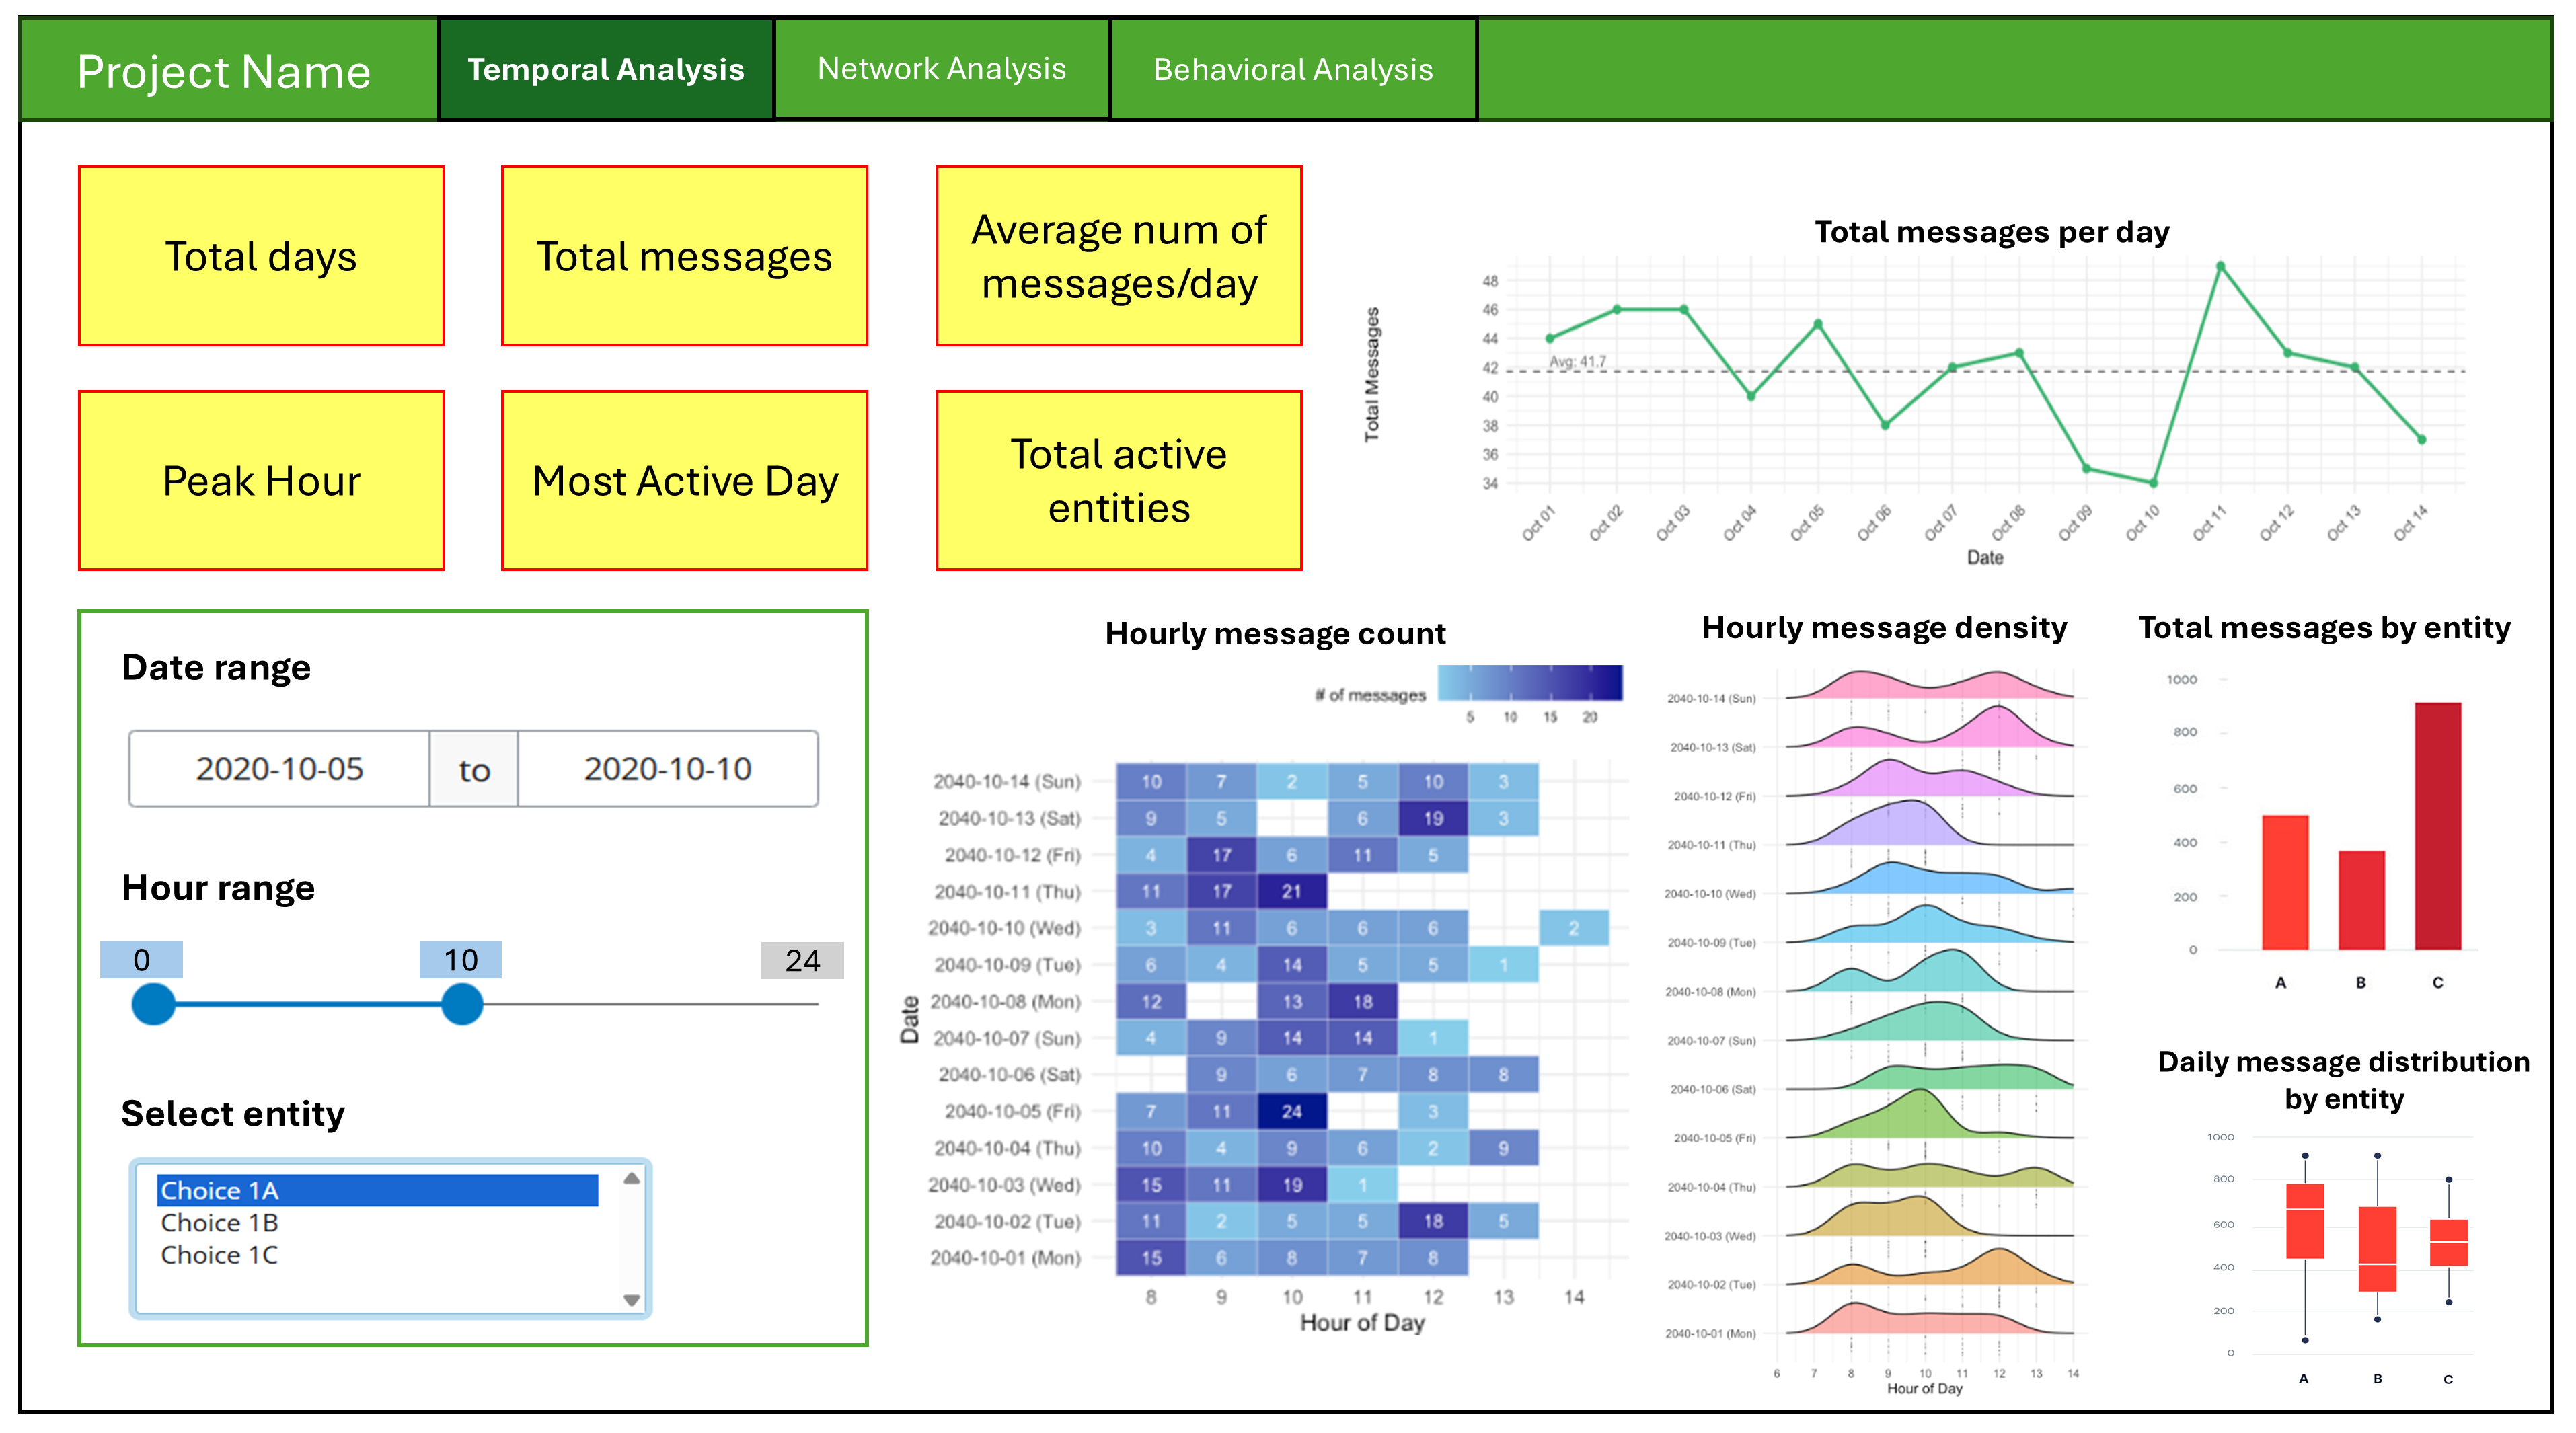 Project Name
Temporal Analysis
Network Analysis
Behavioral Analysis
Total days
Total messages
Average num of
messages/day
Peak Hour
Most Active Day
Total active
entities
Total messages per day
Total Messages
48
46
44
42
40
38
36
34
Avg: 41.7
Oct 01
Oct 02
Oct 03
Oct 04
Oct 05
Oct 06
Oct 07
Oct 08
Oct 09
Oct 10
Oct 11
Oct 12
Oct 13
Oct 14
Date
Date range
2020-10-05 to 2020-10-10
Hour range
0 10 24
Select entity
Choice 1A
Choice 1B
Choice 1C
Hourly message count
# of messages
5 10 15 20
Date
2040-10-14 (Sun) 10 7 2 5 10 3
2040-10-13 (Sat) 9 5 6 19 3
2040-10-12 (Fri) 4 17 6 11 5
2040-10-11 (Thu) 11 17 21
2040-10-10 (Wed) 3 11 6 6 6 2
2040-10-09 (Tue) 6 4 14 5 5 1
2040-10-08 (Mon) 12 13 18
2040-10-07 (Sun) 4 9 14 14 1
2040-10-06 (Sat) 9 6 7 8 8
2040-10-05 (Fri) 7 11 24 3
2040-10-04 (Thu) 10 4 9 6 2 9
2040-10-03 (Wed) 15 11 19 1
2040-10-02 (Tue) 11 2 5 5 18 5
2040-10-01 (Mon) 15 6 8 7 8
8 9 10 11 12 13 14
Hour of Day
Hourly message density
2040-10-14 (Sun)
2040-10-13 (Sat)
2040-10-12 (Fri)
2040-10-11 (Thu)
2040-10-10 (Wed)
2040-10-09 (Tue)
2040-10-08 (Mon)
2040-10-07 (Sun)
2040-10-06 (Sat)
2040-10-05 (Fri)
2040-10-04 (Thu)
2040-10-03 (Wed)
2040-10-02 (Tue)
2040-10-01 (Mon)
6 7 8 9 10 11 12 13 14
Hour of Day
Total messages by entity
1000
800
600
400
200
0
A B C
Daily message distribution
by entity
1000
800
600
400
200
0
A B C